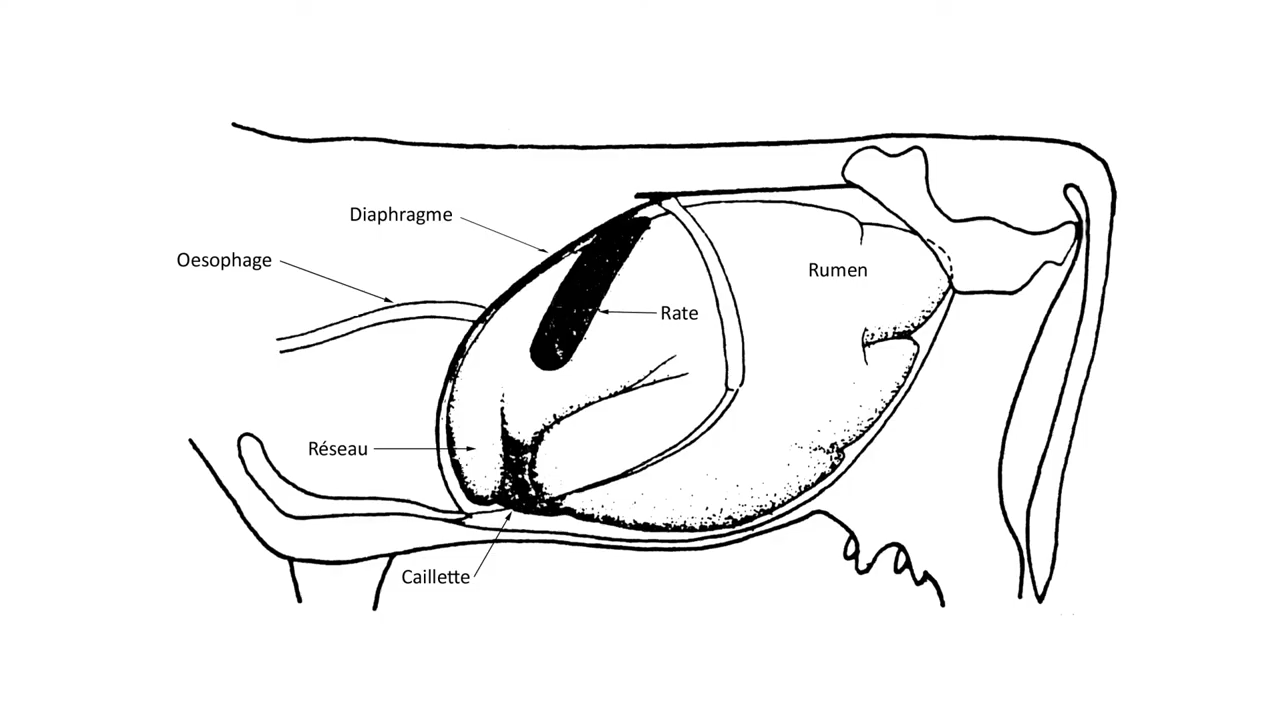 Diaphragme
Oesophage
Rumen
Rate
Réseau
Caillette